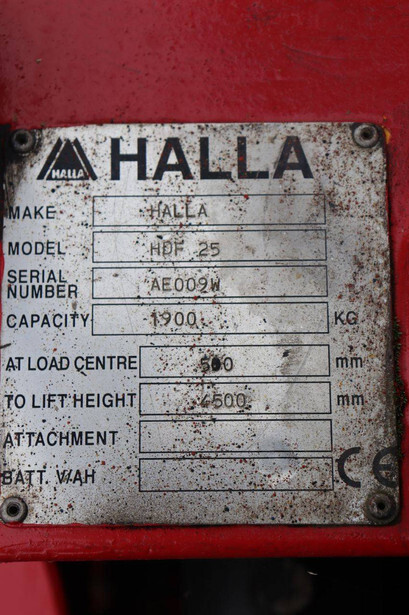 HALLA HALLA
MAKE HALLA
MODEL HDF 25
SERIAL NUMBER AE009W
CAPACITY 1900 KG
AT LOAD CENTRE 500 mm
TO LIFT HEIGHT 4500 mm
ATTACHMENT
BATT. V/AH CE